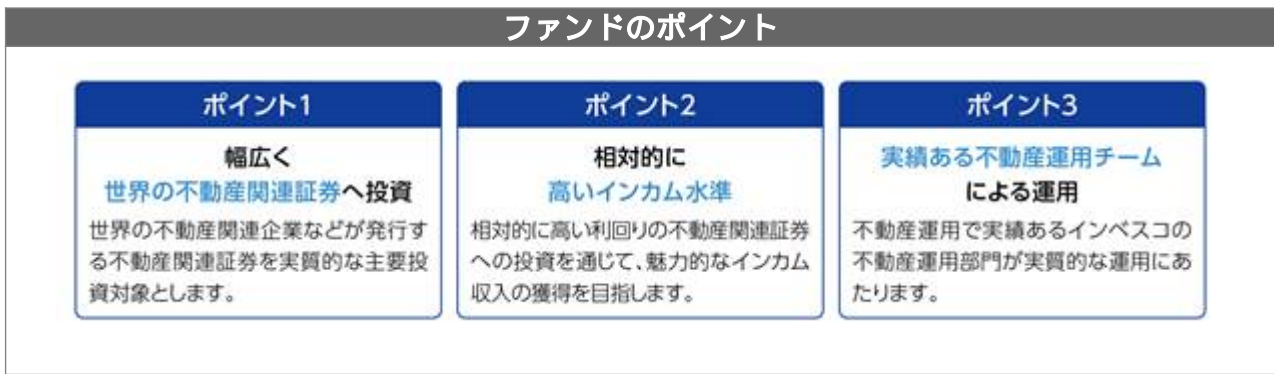 ファンドのポイント
ポイント1
幅広く
世界の不動産関連証券へ投資
世界の不動産関連企業などが発行す
る不動産関連証券を実質的な主要投
資対象とします。
ポイント2
相対的に
高いインカム水準
相対的に高い利回りの不動産関連証券
への投資を通じて、魅力的なインカム
収入の獲得を目指します。
ポイント3
実績ある不動産運用チーム
による運用
不動産運用で実績あるインベスコの
不動産運用部門が実質的な運用にあ
たります。